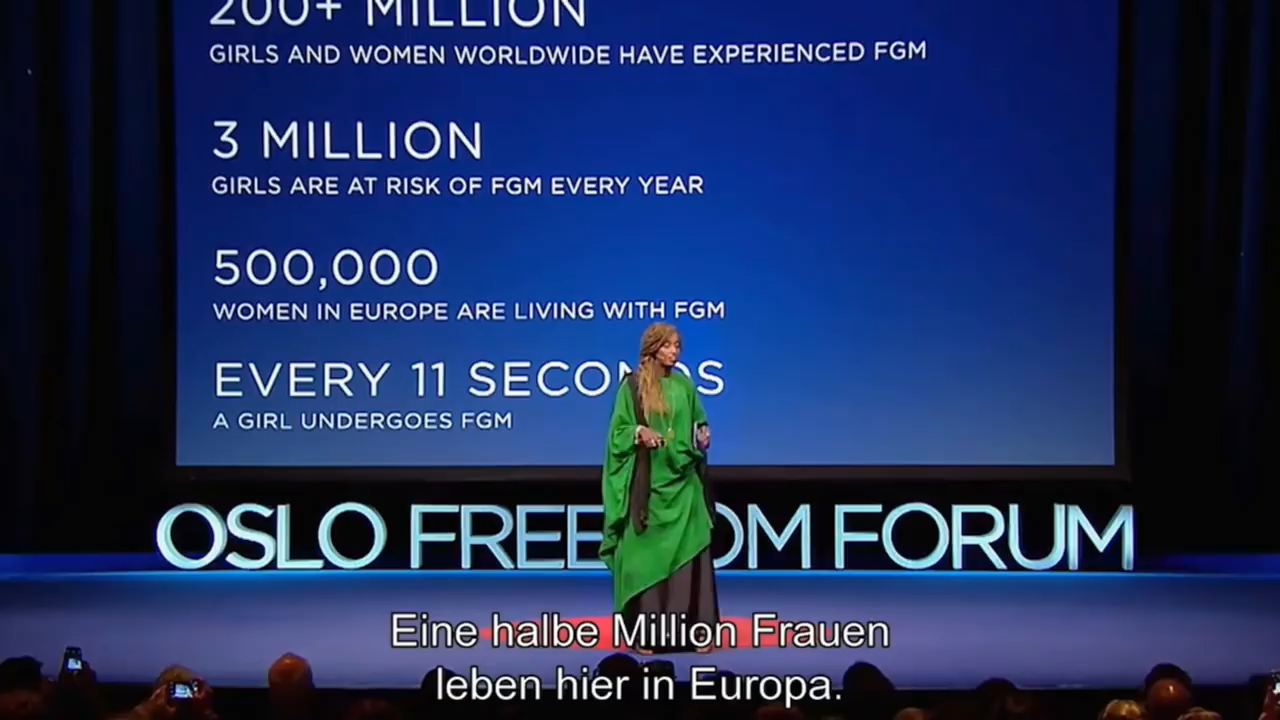 200+ MILLION
GIRLS AND WOMEN WORLDWIDE HAVE EXPERIENCED FGM
3 MILLION
GIRLS ARE AT RISK OF FGM EVERY YEAR
500,000
WOMEN IN EUROPE ARE LIVING WITH FGM
EVERY 11 SECONDS
A GIRL UNDERGOES FGM
OSLO FREEDOM FORUM
Eine halbe Million Frauen
leben hier in Europa.